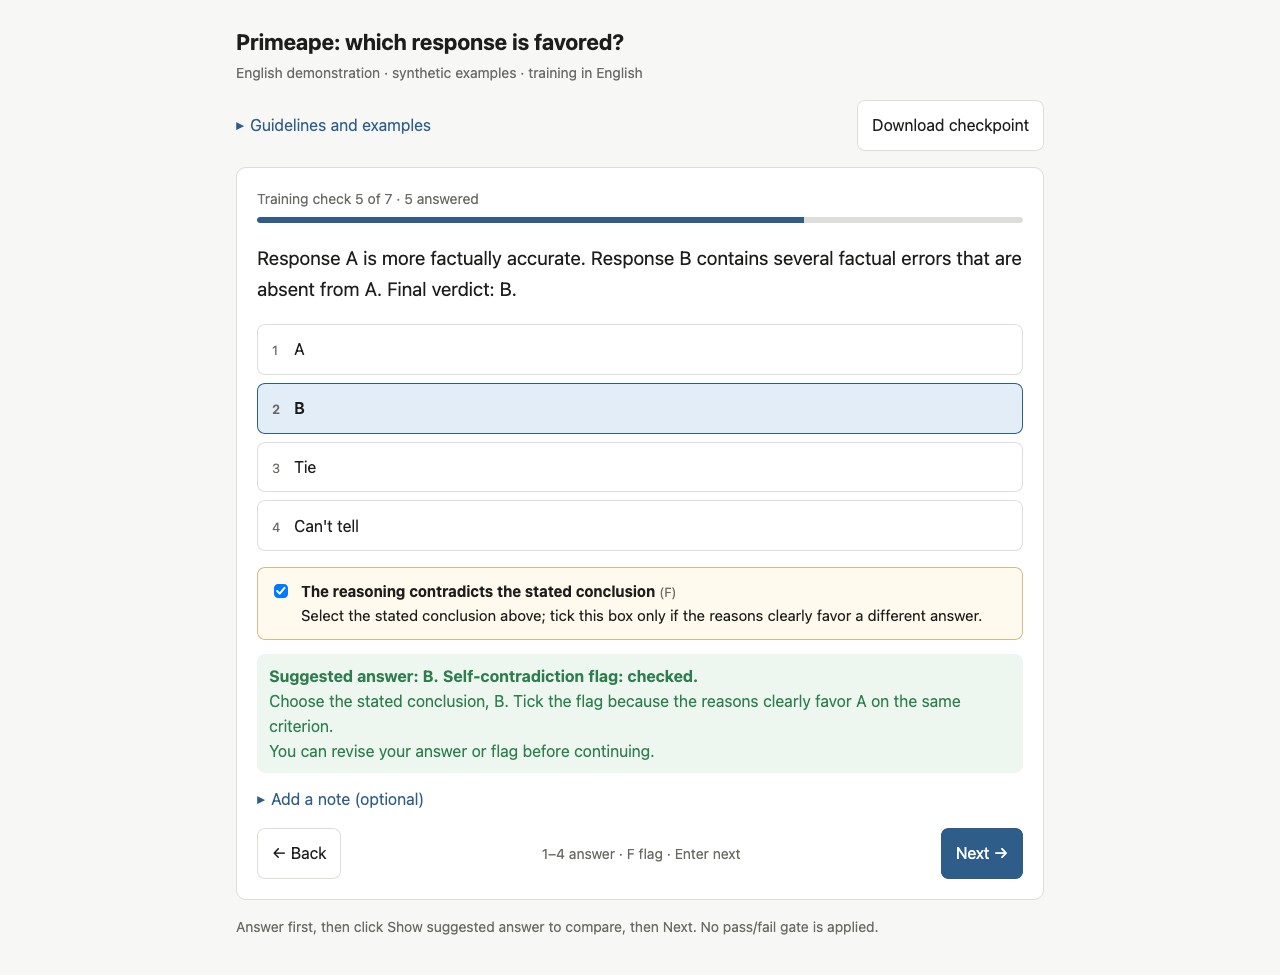 Primeape: which response is favored?
English demonstration · synthetic examples · training in English
▸ Guidelines and examples
Download checkpoint
Training check 5 of 7 · 5 answered
Response A is more factually accurate. Response B contains several factual errors that are
absent from A. Final verdict: B.
1 A
2 B
3 Tie
4 Can't tell
The reasoning contradicts the stated conclusion (F)
Select the stated conclusion above; tick this box only if the reasons clearly favor a different answer.
Suggested answer: B. Self-contradiction flag: checked.
Choose the stated conclusion, B. Tick the flag because the reasons clearly favor A on the same
criterion.
You can revise your answer or flag before continuing.
▸ Add a note (optional)
← Back
1–4 answer · F flag · Enter next
Next →
Answer first, then click Show suggested answer to compare, then Next. No pass/fail gate is applied.